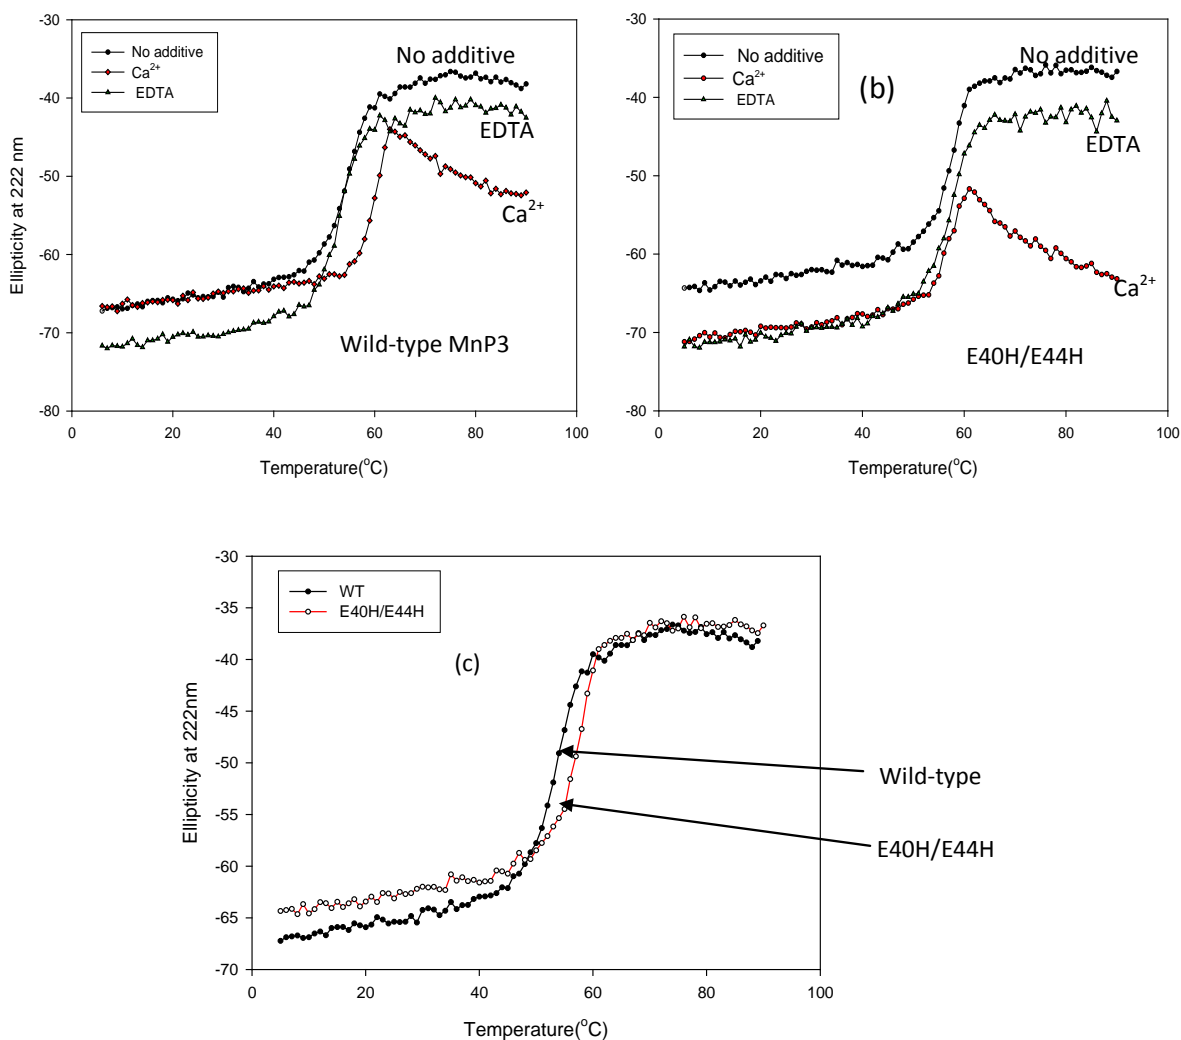 -30
-40
-50
-60
-70
-80
0
20
40
60
80
100
Ellipticity at 222 nm
Temperature(°C)
No additive
Ca²⁺
EDTA
No additive
EDTA
Ca²⁺
Wild-type MnP3
-30
-40
-50
-60
-70
-80
0
20
40
60
80
100
Temperature(°C)
No additive
Ca²⁺
EDTA
No additive
(b)
EDTA
Ca²⁺
E40H/E44H
-30
-35
-40
-45
-50
-55
-60
-65
-70
0
20
40
60
80
100
Ellipticity at 222nm
Temperature(°C)
WT
E40H/E44H
(c)
Wild-type
E40H/E44H